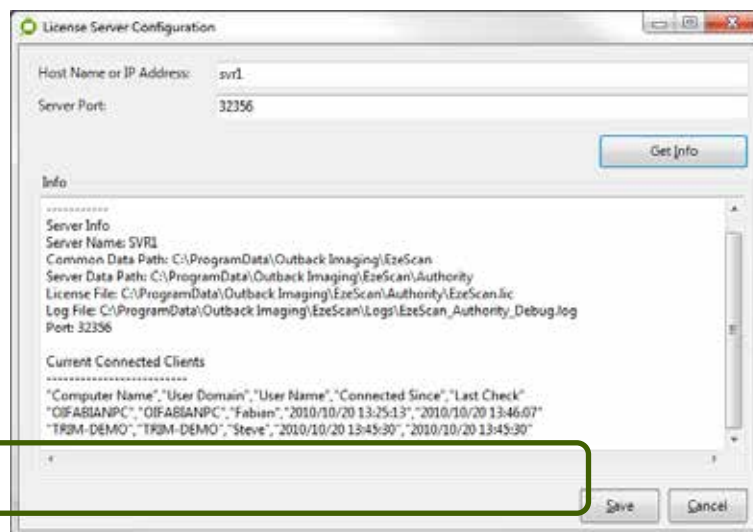 License Server Configuration
Host Name or IP Address: svr1
Server Port: 32356
Get Info
Info
-----------
Server Info
Server Name: SVR1
Common Data Path: C:\ProgramData\Outback Imaging\EzeScan
Server Data Path: C:\ProgramData\Outback Imaging\EzeScan\Authority
License File: C:\ProgramData\Outback Imaging\EzeScan\Authority\EzeScan.lic
Log File: C:\ProgramData\Outback Imaging\EzeScan\Logs\EzeScan_Authority_Debug.log
Port: 32356
Current Connected Clients
-------------------------
"Computer Name","User Domain","User Name","Connected Since","Last Check"
"OIFABIANPC","OIFABIANPC","Fabian","2010/10/20 13:25:13","2010/10/20 13:46:07"
"TRIM-DEMO","TRIM-DEMO","Steve","2010/10/20 13:45:30","2010/10/20 13:45:30"
Save Cancel